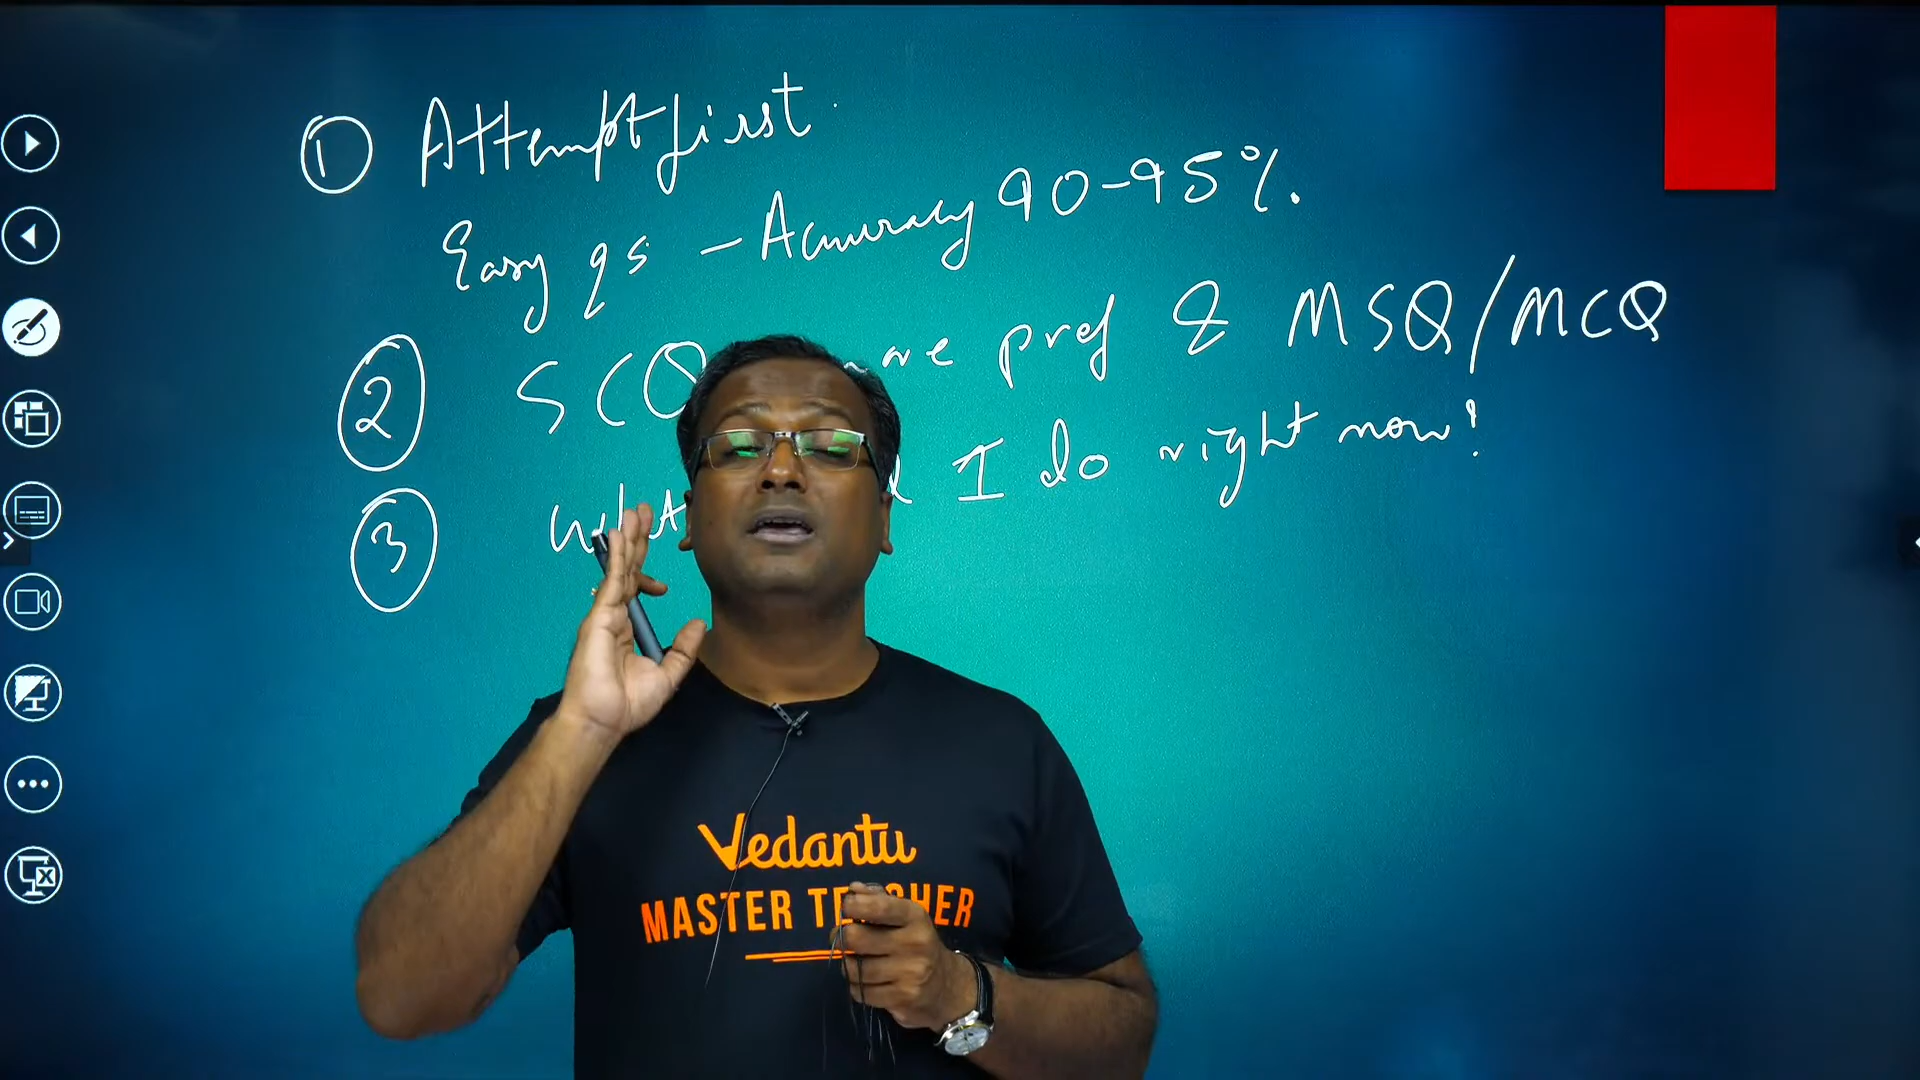 ① Attempt first.
Easy qs - Accuracy 90-95%.
② SCQ pref & MSQ/MCQ
③ I do right now!
Vedantu
MASTER